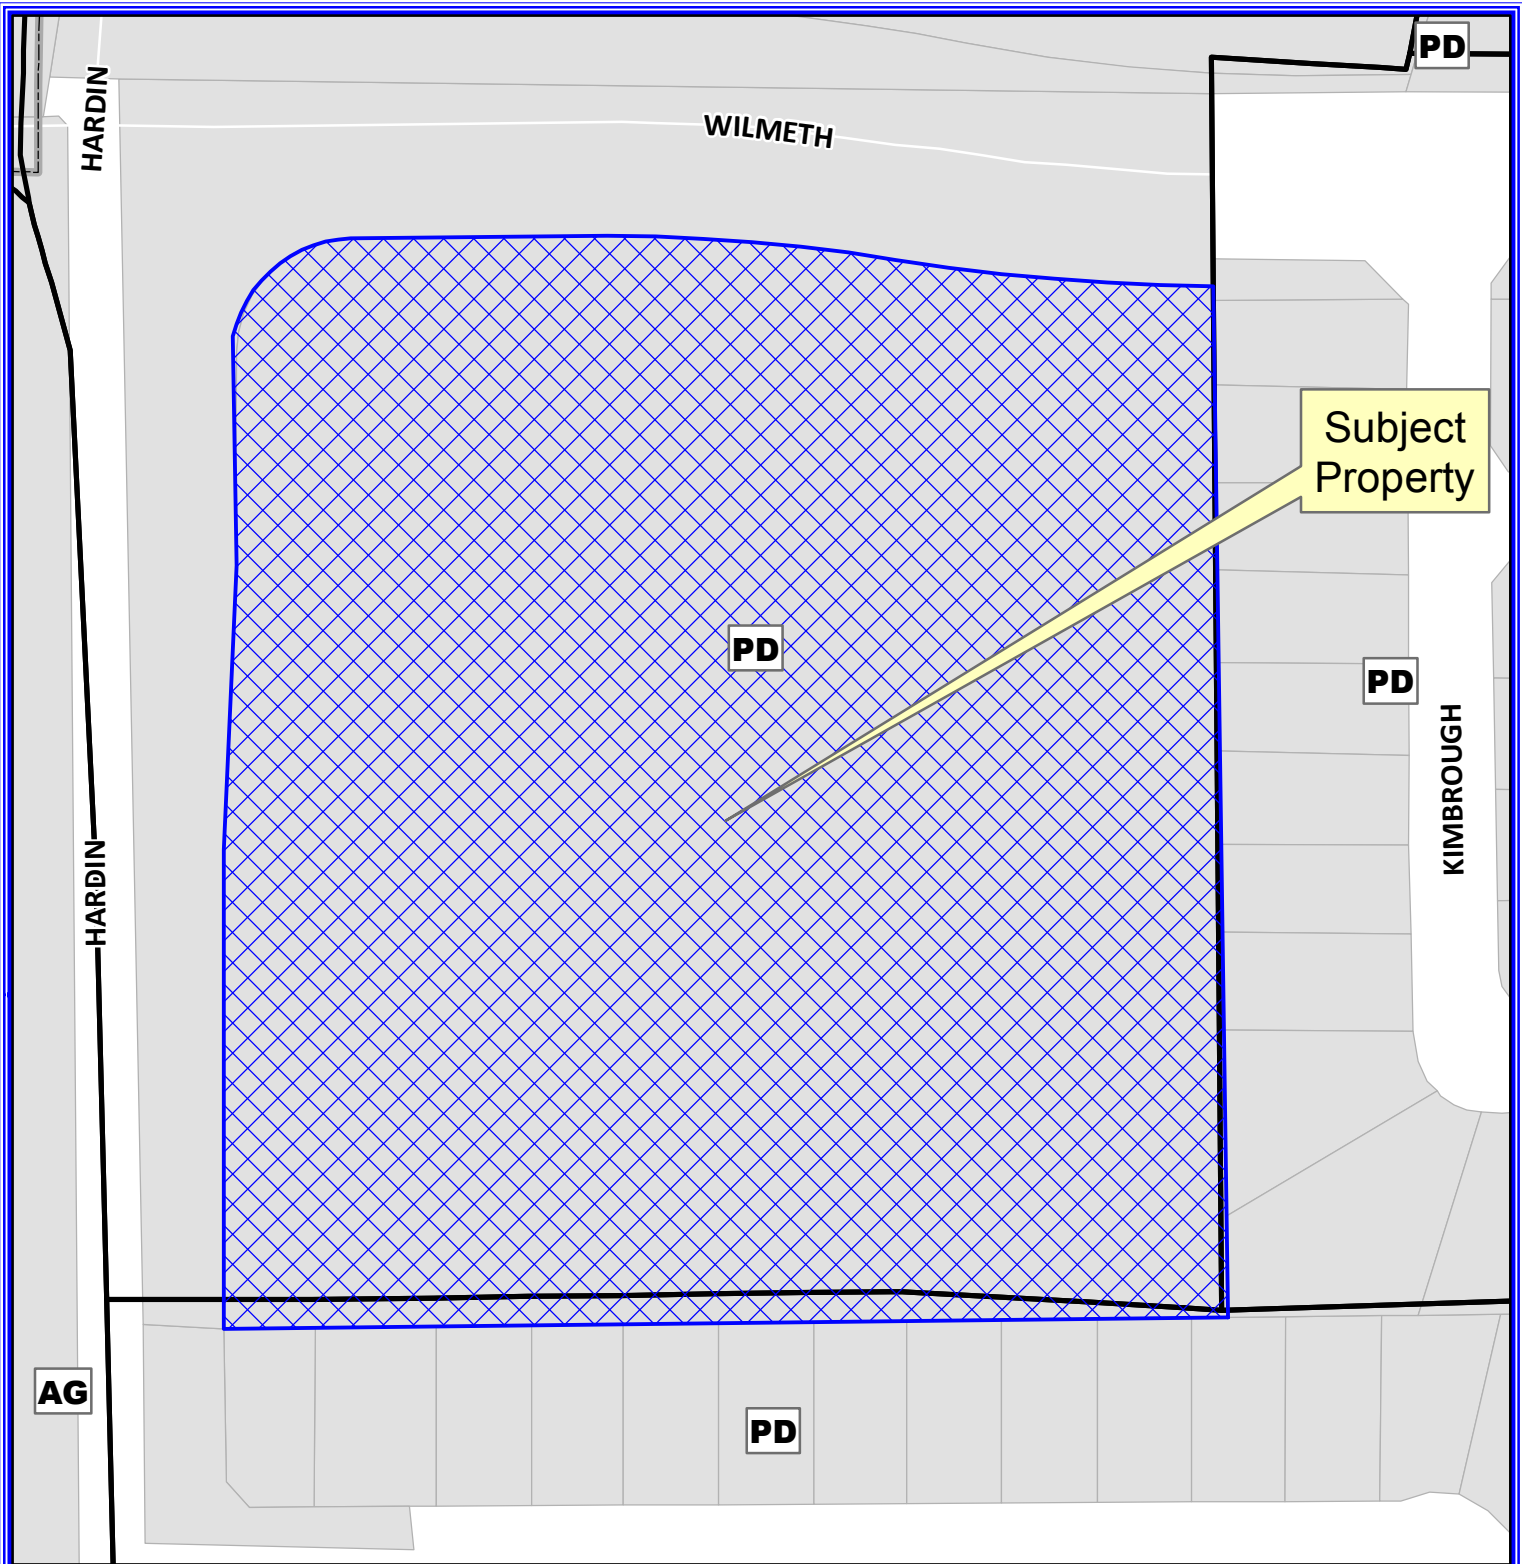 PD
HARDIN
WILMETH
Subject
Property
PD
PD
KIMBROUGH
HARDIN
AG
PD